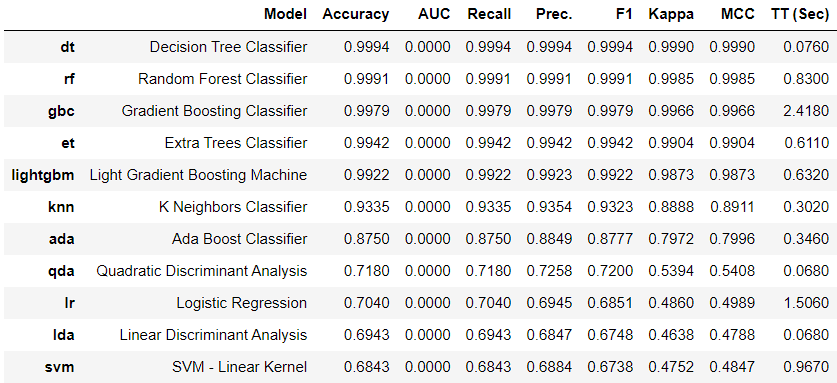 Model Accuracy AUC Recall Prec. F1 Kappa MCC TT (Sec)
dt Decision Tree Classifier 0.9994 0.0000 0.9994 0.9994 0.9994 0.9990 0.9990 0.0760
rf Random Forest Classifier 0.9991 0.0000 0.9991 0.9991 0.9991 0.9985 0.9985 0.8300
gbc Gradient Boosting Classifier 0.9979 0.0000 0.9979 0.9979 0.9979 0.9966 0.9966 2.4180
et Extra Trees Classifier 0.9942 0.0000 0.9942 0.9942 0.9942 0.9904 0.9904 0.6110
lightgbm Light Gradient Boosting Machine 0.9922 0.0000 0.9922 0.9923 0.9922 0.9873 0.9873 0.6320
knn K Neighbors Classifier 0.9335 0.0000 0.9335 0.9354 0.9323 0.8888 0.8911 0.3020
ada Ada Boost Classifier 0.8750 0.0000 0.8750 0.8849 0.8777 0.7972 0.7996 0.3460
qda Quadratic Discriminant Analysis 0.7180 0.0000 0.7180 0.7258 0.7200 0.5394 0.5408 0.0680
lr Logistic Regression 0.7040 0.0000 0.7040 0.6945 0.6851 0.4860 0.4989 1.5060
lda Linear Discriminant Analysis 0.6943 0.0000 0.6943 0.6847 0.6748 0.4638 0.4788 0.0680
svm SVM - Linear Kernel 0.6843 0.0000 0.6843 0.6884 0.6738 0.4752 0.4847 0.9670